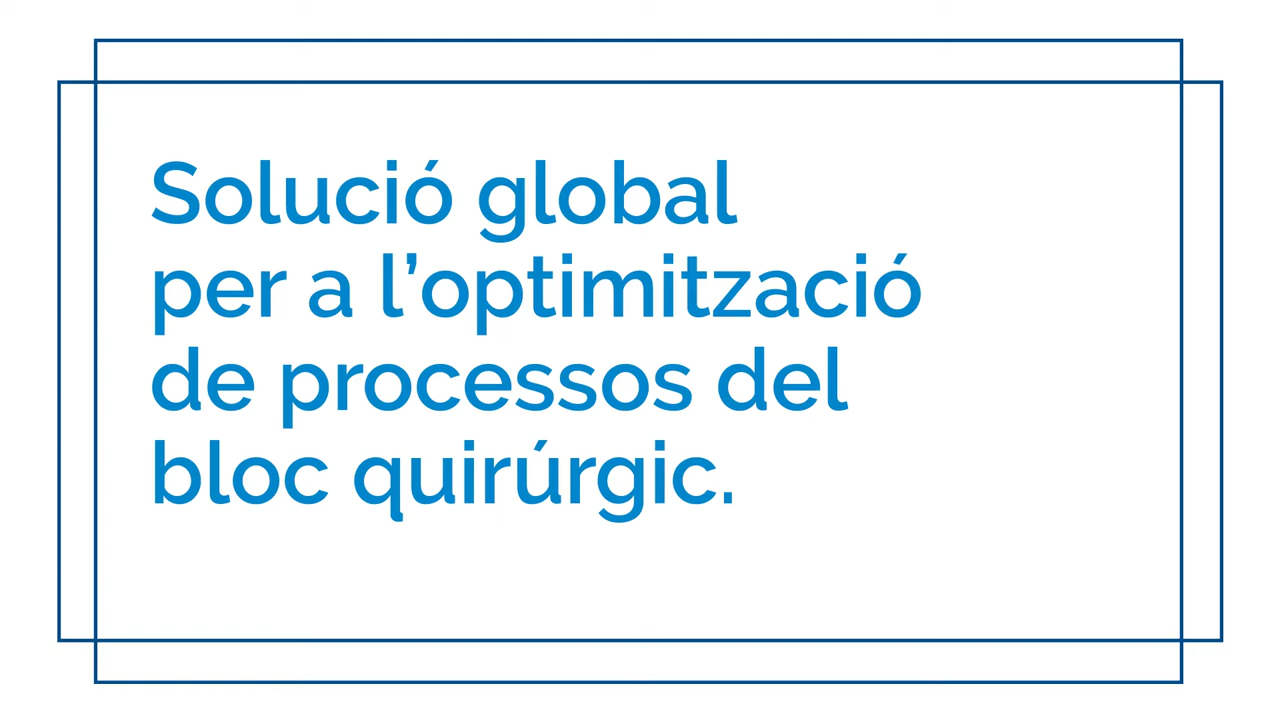 Solució global
per a l’optimització
de processos del
bloc quirúrgic.